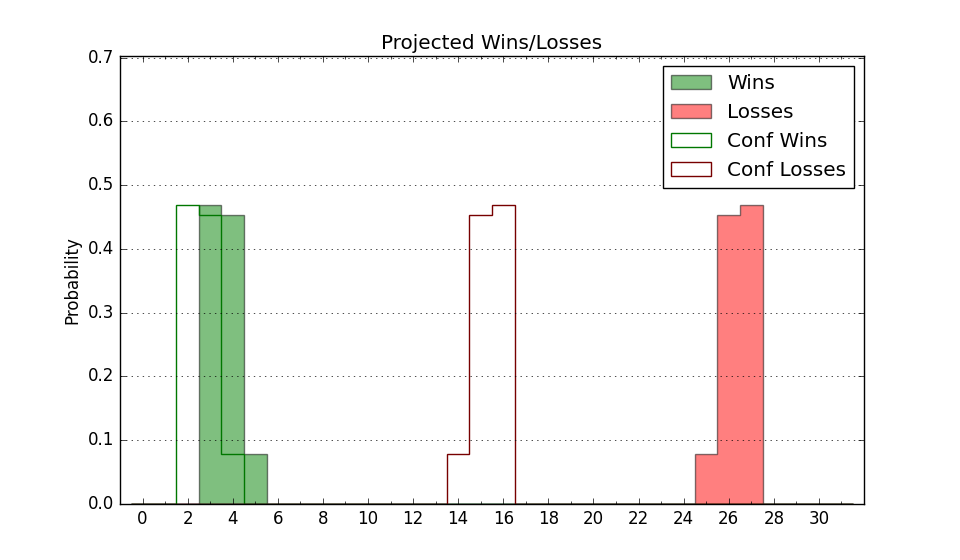 Projected Wins/Losses
0.7
0.6
0.5
0.4
0.3
0.2
0.1
0.0
Probability
Wins
Losses
Conf Wins
Conf Losses
0 2 4 6 8 10 12 14 16 18 20 22 24 26 28 30